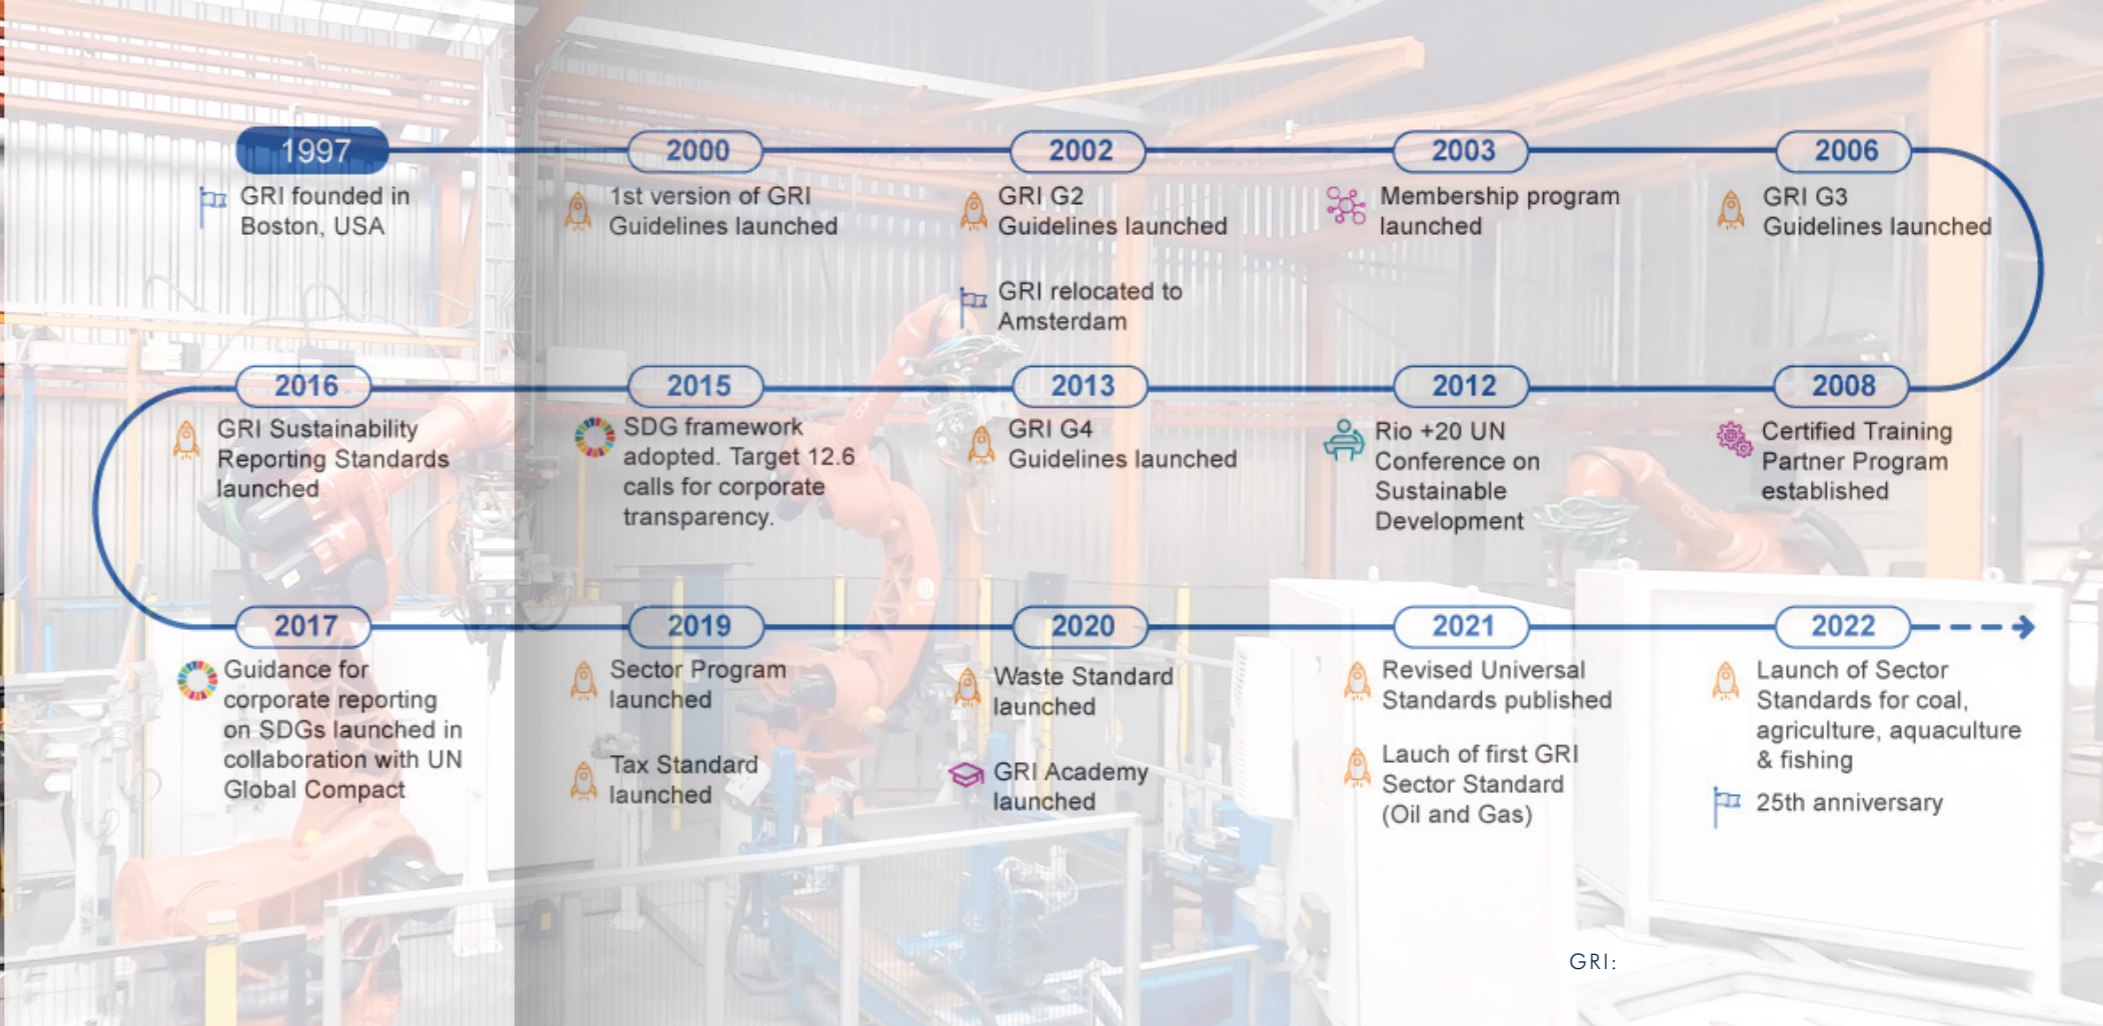 1997
GRI founded in
Boston, USA
2000
1st version of GRI
Guidelines launched
2002
GRI G2
Guidelines launched
GRI relocated to
Amsterdam
2003
Membership program
launched
2006
GRI G3
Guidelines launched
2008
Certified Training
Partner Program
established
2012
Rio +20 UN
Conference on
Sustainable
Development
2013
GRI G4
Guidelines launched
2015
SDG framework
adopted. Target 12.6
calls for corporate
transparency.
2016
GRI Sustainability
Reporting Standards
launched
2017
Guidance for
corporate reporting
on SDGs launched in
collaboration with UN
Global Compact
2019
Sector Program
launched
Tax Standard
launched
2020
Waste Standard
launched
GRI Academy
launched
2021
Revised Universal
Standards published
Lauch of first GRI
Sector Standard
(Oil and Gas)
2022
Launch of Sector
Standards for coal,
agriculture, aquaculture
& fishing
25th anniversary
GRI: